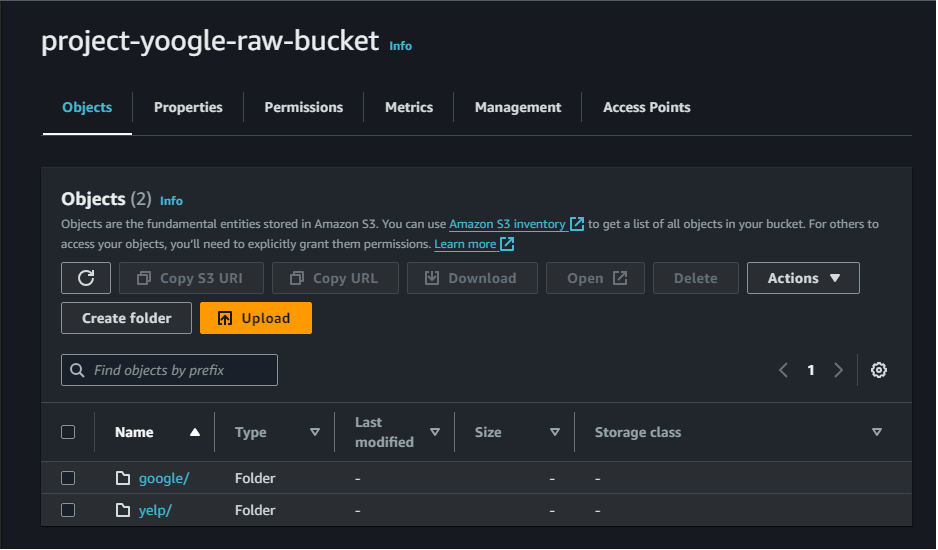 project-yoogle-raw-bucket Info
Objects Properties Permissions Metrics Management Access Points
Objects (2) Info
Objects are the fundamental entities stored in Amazon S3. You can use Amazon S3 inventory to get a list of all objects in your bucket. For others to
access your objects, you'll need to explicitly grant them permissions. Learn more
Copy S3 URI Copy URL Download Open Delete Actions
Create folder Upload
Find objects by prefix 1
Name Type Last modified Size Storage class
google/ Folder - - -
yelp/ Folder - - -